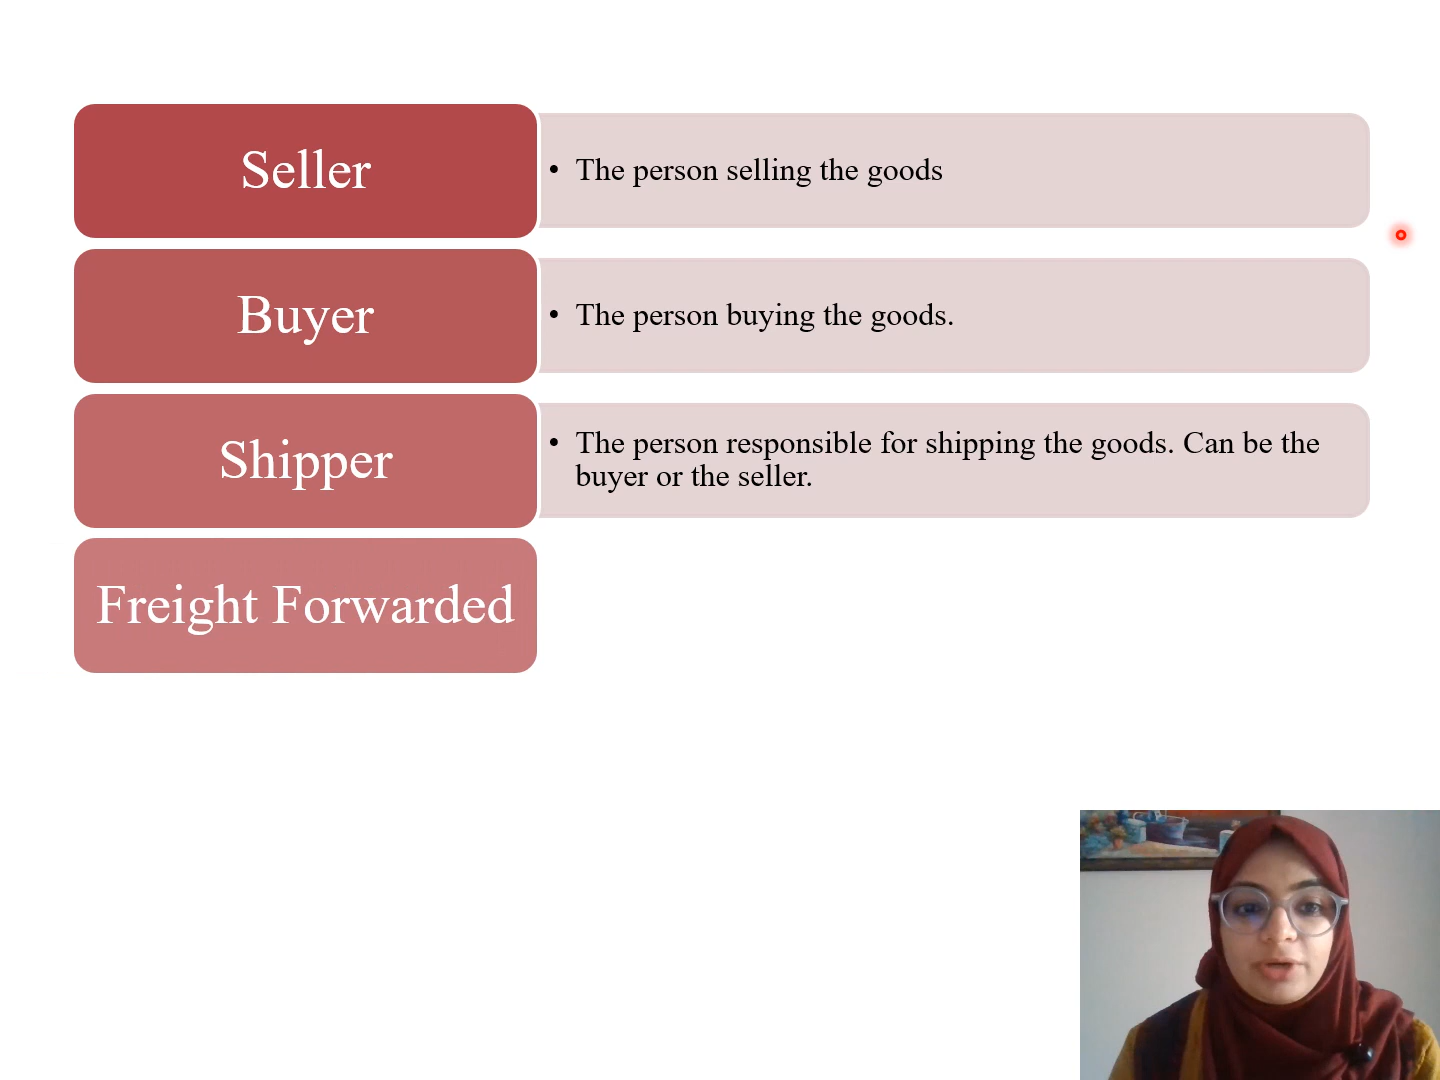 Seller
• The person selling the goods
Buyer
• The person buying the goods.
Shipper
• The person responsible for shipping the goods. Can be the
buyer or the seller.
Freight Forwarded